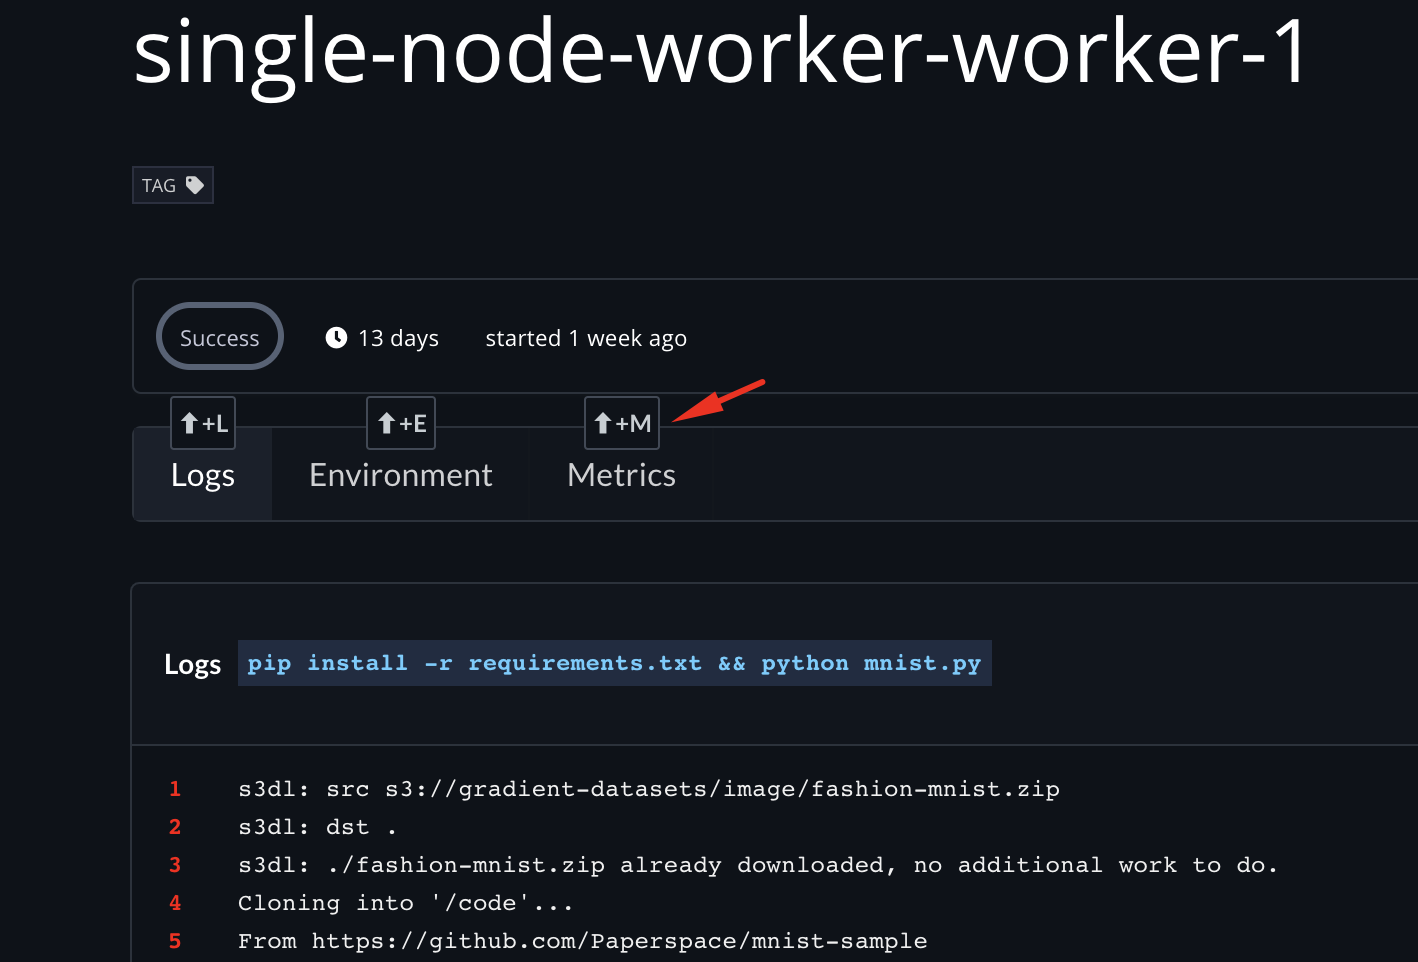 single-node-worker-worker-1
TAG
Success 13 days started 1 week ago
⬆+L ⬆+E ⬆+M
Logs Environment Metrics
Logs pip install -r requirements.txt && python mnist.py
1 s3dl: src s3://gradient-datasets/image/fashion-mnist.zip
2 s3dl: dst .
3 s3dl: ./fashion-mnist.zip already downloaded, no additional work to do.
4 Cloning into '/code'...
5 From https://github.com/Paperspace/mnist-sample